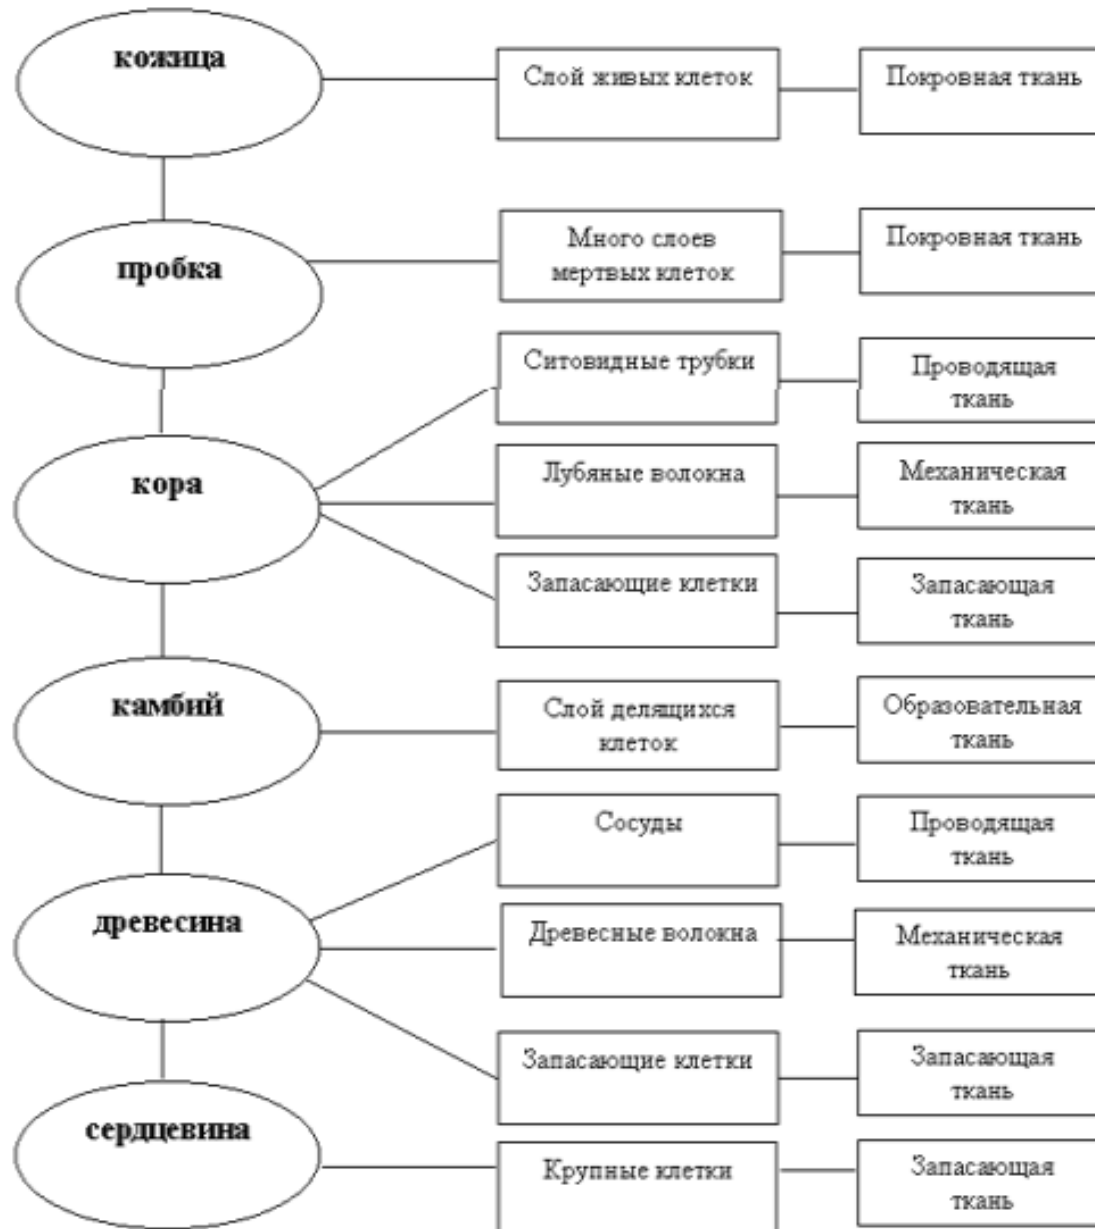 кожица
Слой живых клеток
Покровная ткань
пробка
Много слоев
мертвых клеток
Покровная ткань
кора
Ситовидные трубки
Проводящая
ткань
Лубяные волокна
Механическая
ткань
Запасающие клетки
Запасающая
ткань
камбий
Слой делящихся
клеток
Образовательная
ткань
древесина
Сосуды
Проводящая
ткань
Древесные волокна
Механическая
ткань
Запасающие клетки
Запасающая
ткань
сердцевина
Крупные клетки
Запасающая
ткань